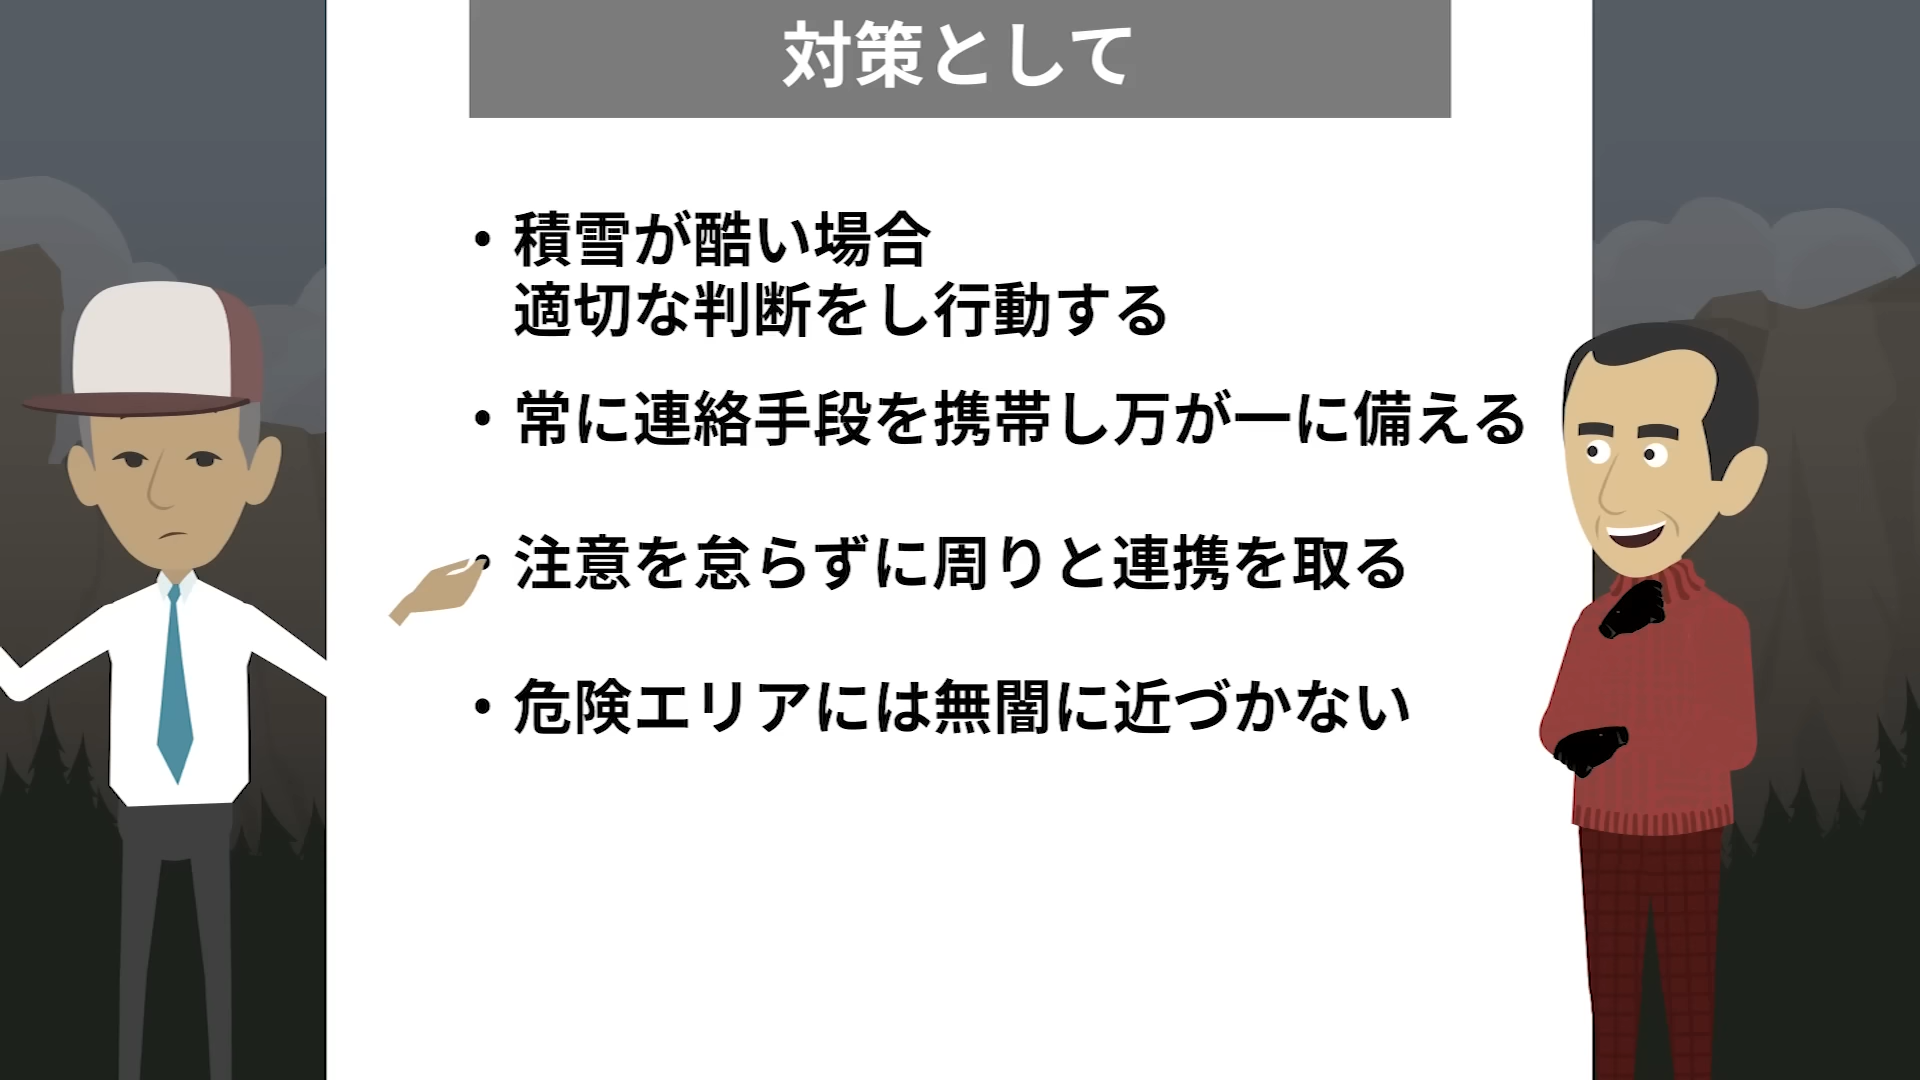 対策として
・積雪が酷い場合
適切な判断をし行動する
・常に連絡手段を携帯し万が一に備える
・注意を怠らずに周りと連携を取る
・危険エリアには無闇に近づかない